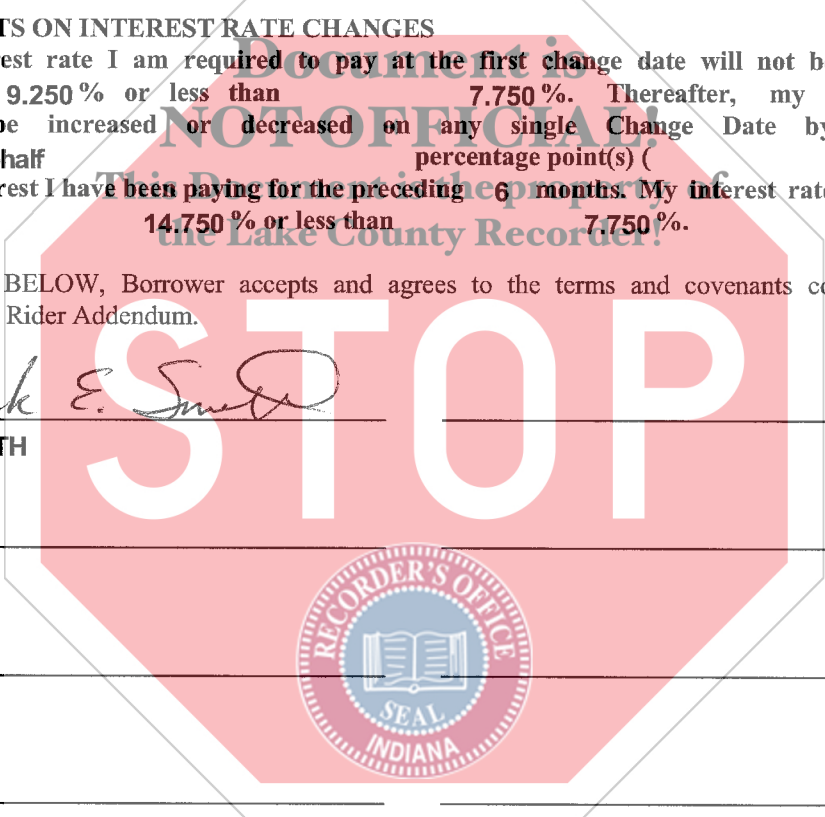 TS ON INTEREST RATE CHANGES
est rate I am required to pay at the first change date will not b
9.250 % or less than 7.750 %. Thereafter, my
be increased or decreased on any single Change Date by
half percentage point(s) (
rest I have been paying for the preceding 6 months. My interest rate
14.750 % or less than 7.750 %.
BELOW, Borrower accepts and agrees to the terms and covenants co
Rider Addendum.
k E. Smith
TH
Document is
NOT OFFICIAL!
This Document is the property of
the Lake County Recorder!
STOP
RECORDER'S OFFICE
SEAL
INDIANA